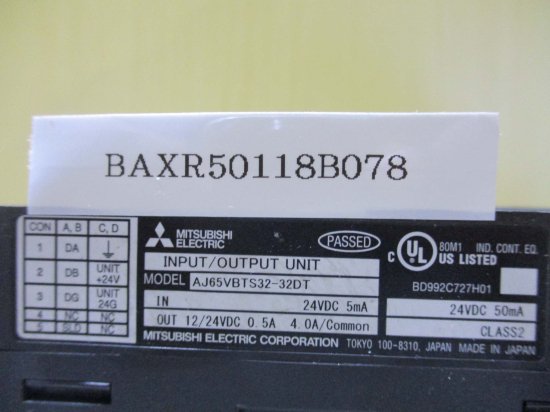 BAXR50118B078
CON A, B C, D
1 DA
2 DB UNIT +24V
3 DG UNIT 24G
4 NC NC
5 SLD NC
MITSUBISHI ELECTRIC
PASSED
INPUT/OUTPUT UNIT
MODEL AJ65VBTS32-32DT
IN 24VDC 5mA
OUT 12/24VDC 0.5A 4.0A/Common
C UL US LISTED
80M1 IND. CONT. EQ.
BD992C727H01
24VDC 50mA
CLASS2
MITSUBISHI ELECTRIC CORPORATION TOKYO 100-8310, JAPAN MADE IN JAPAN